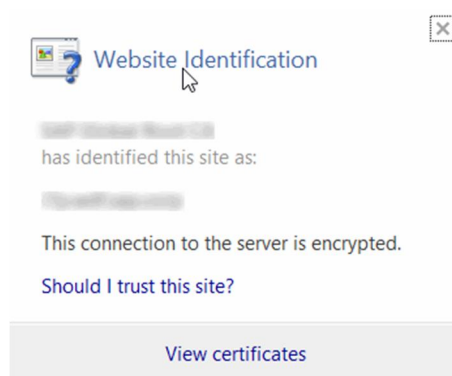 Website Identification
has identified this site as:
This connection to the server is encrypted.
Should I trust this site?
View certificates